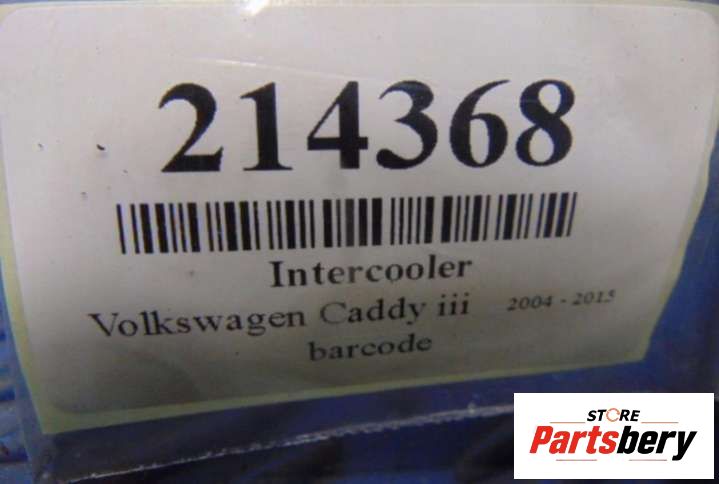 214368
Intercooler
Volkswagen Caddy iii 2004 - 2015
barcode
STORE
Partsbery